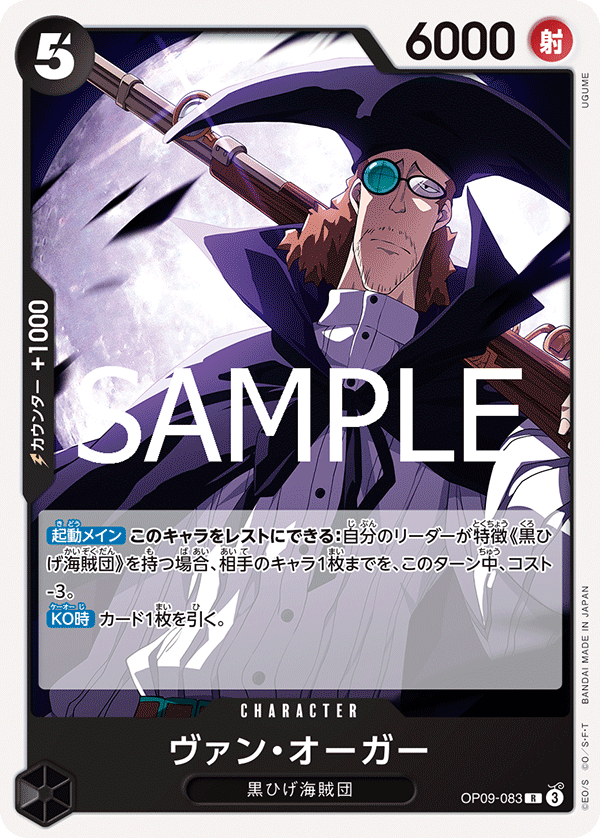 5
6000
射
UGUME
カウンター +1000
SAMPLE
起動メイン このキャラをレストにできる:自分のリーダーが特徴《黒ひ
げ海賊団》を持つ場合、相手のキャラ1枚までを、このターン中、コスト
-3。
KO時 カード1枚を引く。
CHARACTER
ヴァン・オーガー
黒ひげ海賊団
OP09-083 R 3
©E.O/S ©O/S・F・T BANDAI MADE IN JAPAN